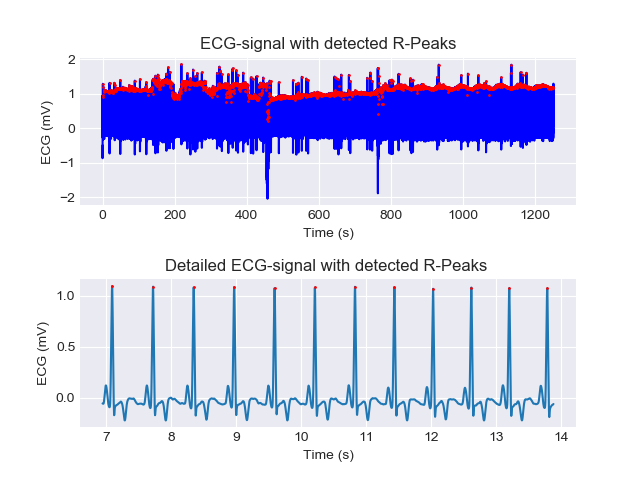 ECG-signal with detected R-Peaks
2
1
0
−1
−2
ECG (mV)
0 200 400 600 800 1000 1200
Time (s)
Detailed ECG-signal with detected R-Peaks
1.0
0.5
0.0
ECG (mV)
7 8 9 10 11 12 13 14
Time (s)